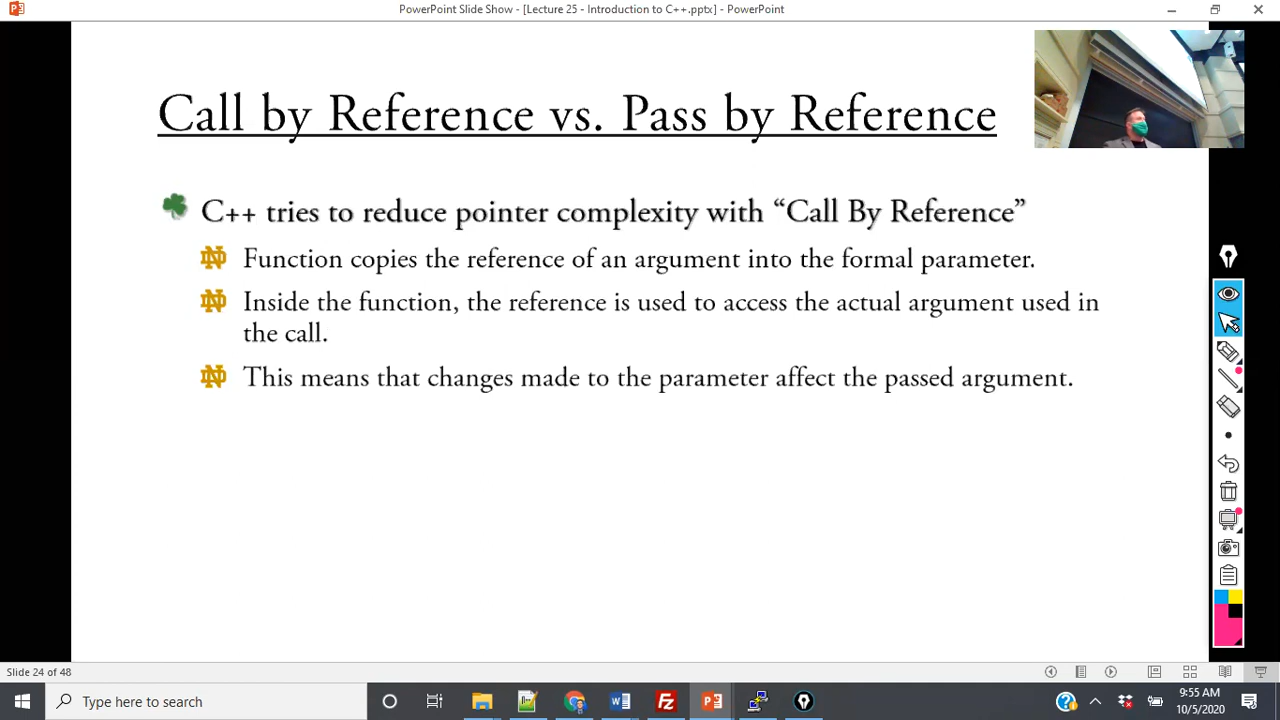 PowerPoint Slide Show - [Lecture 25 - Introduction to C++.pptx] - PowerPoint
Call by Reference vs. Pass by Reference
C++ tries to reduce pointer complexity with “Call By Reference”
Function copies the reference of an argument into the formal parameter.
Inside the function, the reference is used to access the actual argument used in
the call.
This means that changes made to the parameter affect the passed argument.
Slide 24 of 48
Type here to search
9:55 AM
10/5/2020